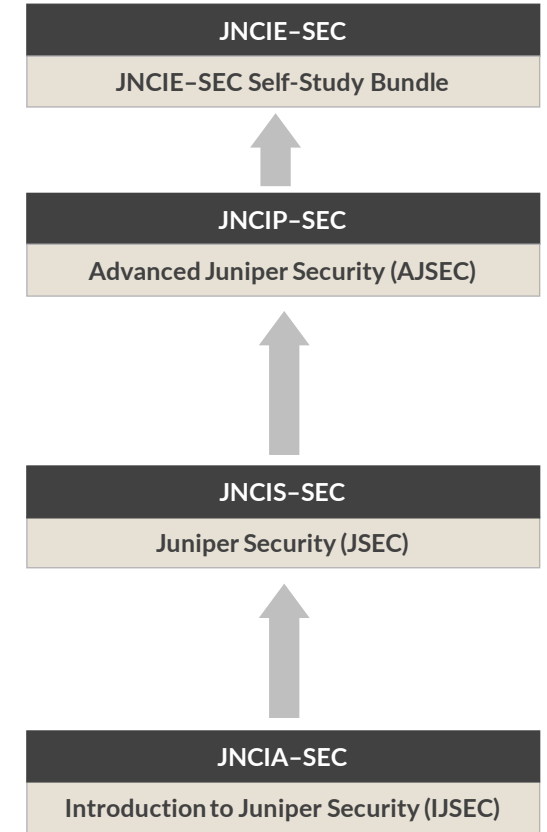 JNCIE–SEC
JNCIE–SEC Self-Study Bundle
JNCIP–SEC
Advanced Juniper Security (AJSEC)
JNCIS–SEC
Juniper Security (JSEC)
JNCIA–SEC
Introduction to Juniper Security (IJSEC)